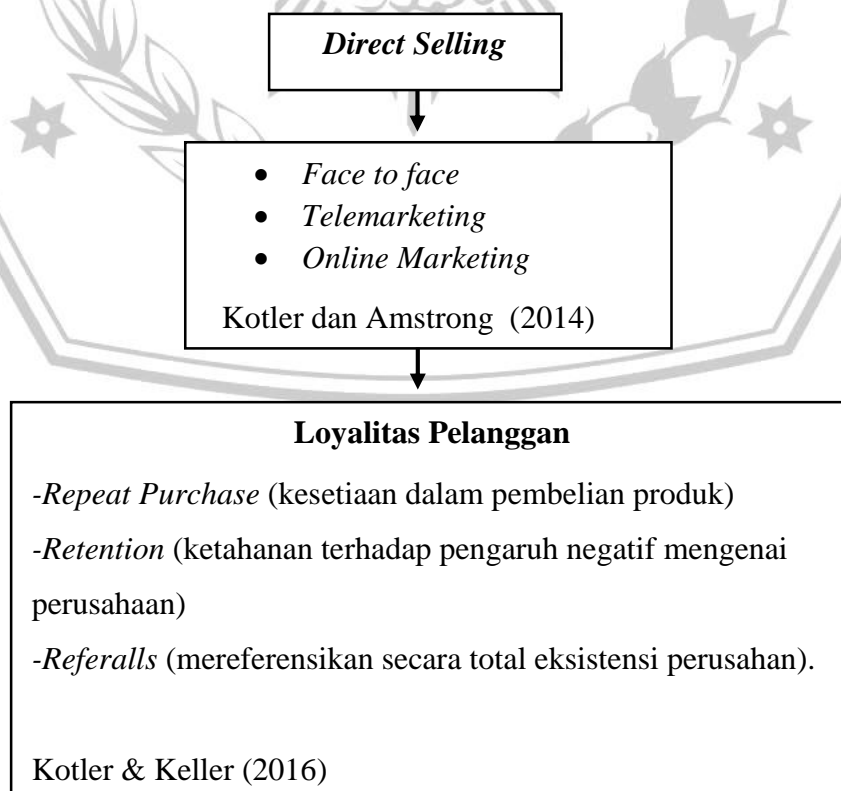 Direct Selling
• Face to face
• Telemarketing
• Online Marketing
Kotler dan Amstrong (2014)
Loyalitas Pelanggan
-Repeat Purchase (kesetiaan dalam pembelian produk)
-Retention (ketahanan terhadap pengaruh negatif mengenai
perusahaan)
-Referalls (mereferensikan secara total eksistensi perusahan).
Kotler & Keller (2016)